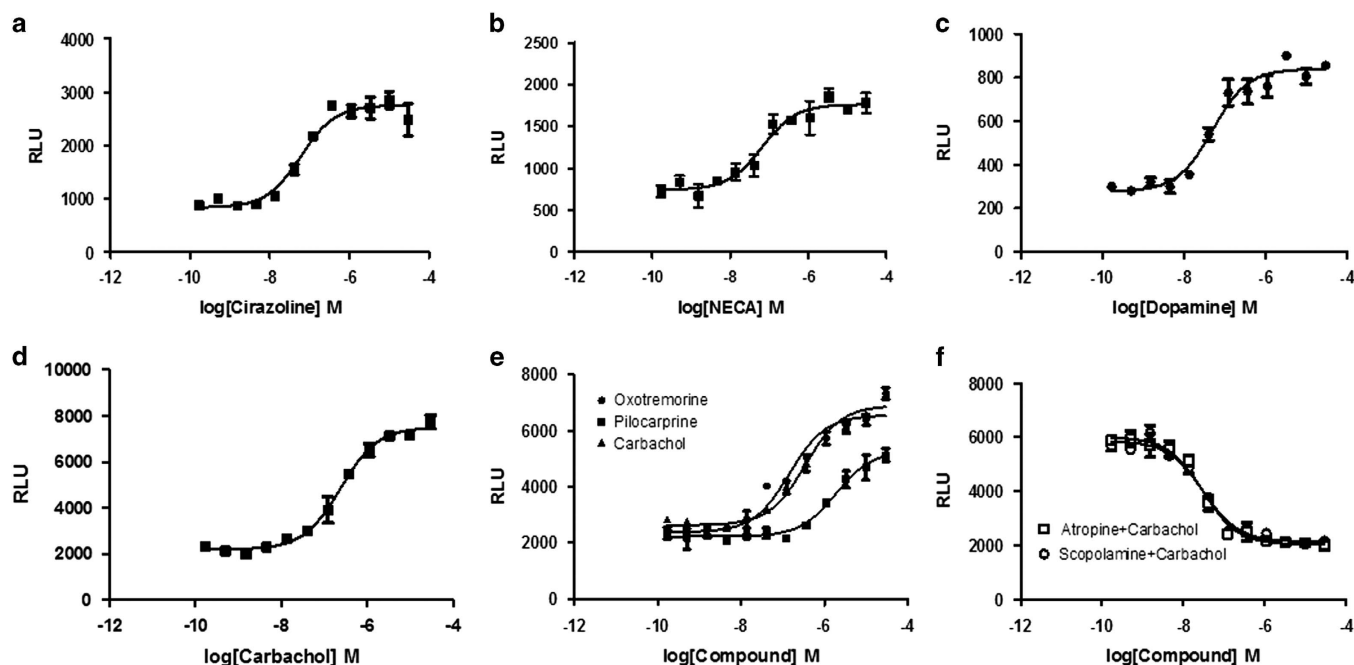 a
4000
3000
2000
1000
0
RLU
-12 -10 -8 -6 -4
log[Cirazoline] M
b
2500
2000
1500
1000
500
0
RLU
-12 -10 -8 -6 -4
log[NECA] M
c
1000
800
600
400
200
0
RLU
-12 -10 -8 -6 -4
log[Dopamine] M
d
10000
8000
6000
4000
2000
0
RLU
-12 -10 -8 -6 -4
log[Carbachol] M
e
8000
6000
4000
2000
0
RLU
Oxotremorine
Pilocarprine
Carbachol
-12 -10 -8 -6 -4
log[Compound] M
f
8000
6000
4000
2000
0
RLU
Atropine+Carbachol
Scopolamine+Carbachol
-12 -10 -8 -6 -4
log[Compound] M